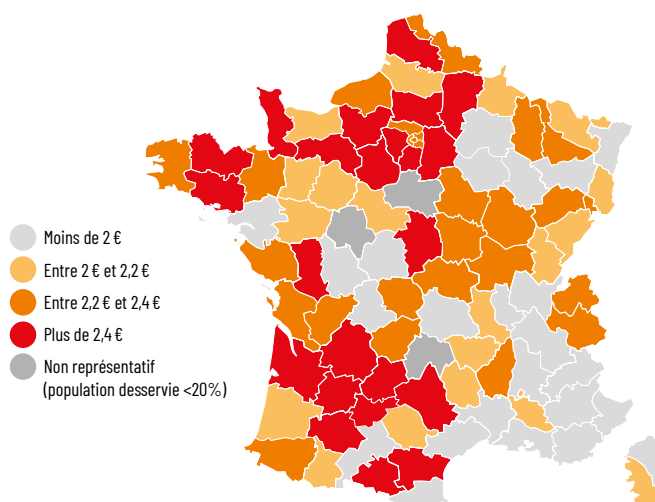 Moins de 2 €
Entre 2 € et 2,2 €
Entre 2,2 € et 2,4 €
Plus de 2,4 €
Non représentatif
(population desservie <20%)